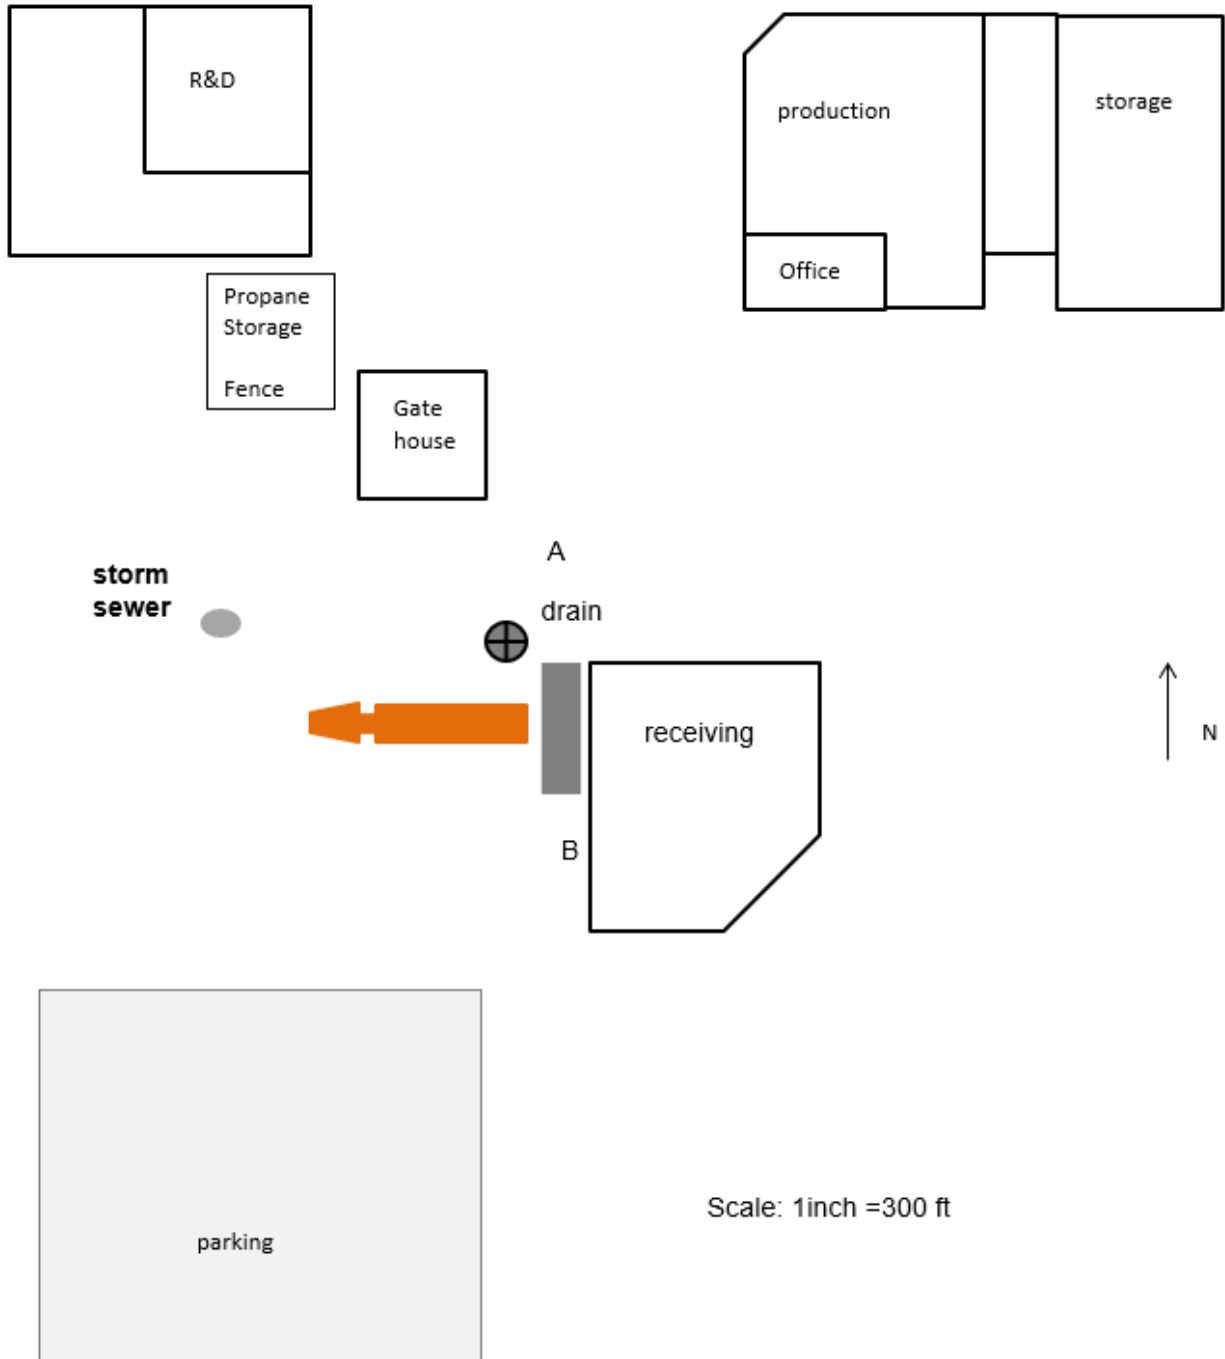 R&D
production
storage
Office
Propane
Storage
Fence
Gate
house
A
storm
sewer
drain
receiving
N
B
Scale: 1inch =300 ft
parking